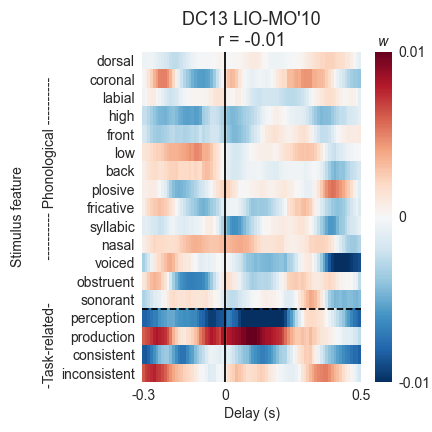 DC13 LIO-MO'10
r = -0.01
w
dorsal
coronal
labial
high
front
low
back
plosive
fricative
syllabic
nasal
voiced
obstruent
sonorant
perception
production
consistent
inconsistent
Stimulus feature
---------- Phonological ----------
-Task-related-
-0.3 0 0.5
Delay (s)
0.01
0
-0.01